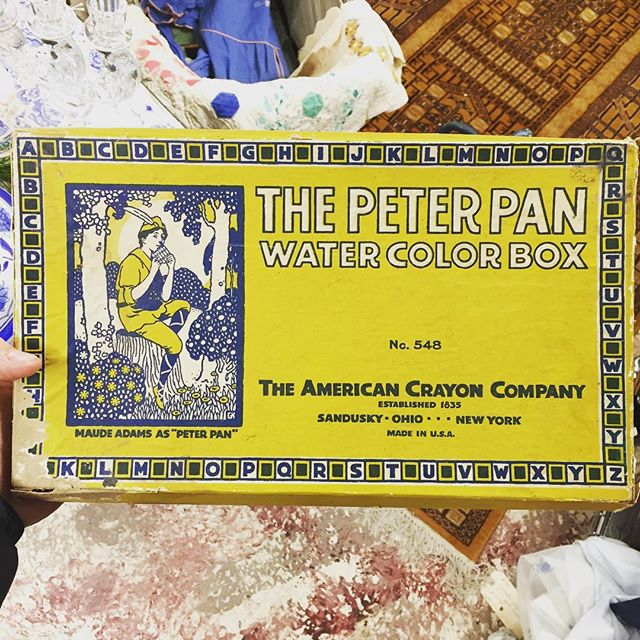 A B C D E F G H I J K L M N O P Q
B
C
D
E
F
R
S
T
U
V
W
X
Y
THE PETER PAN
WATER COLOR BOX
No. 548
THE AMERICAN CRAYON COMPANY
ESTABLISHED 1835
SANDUSKY · OHIO · · · NEW YORK
MADE IN U.S.A.
MAUDE ADAMS AS "PETER PAN"
K L M N O P Q R S T U V W X Y Z